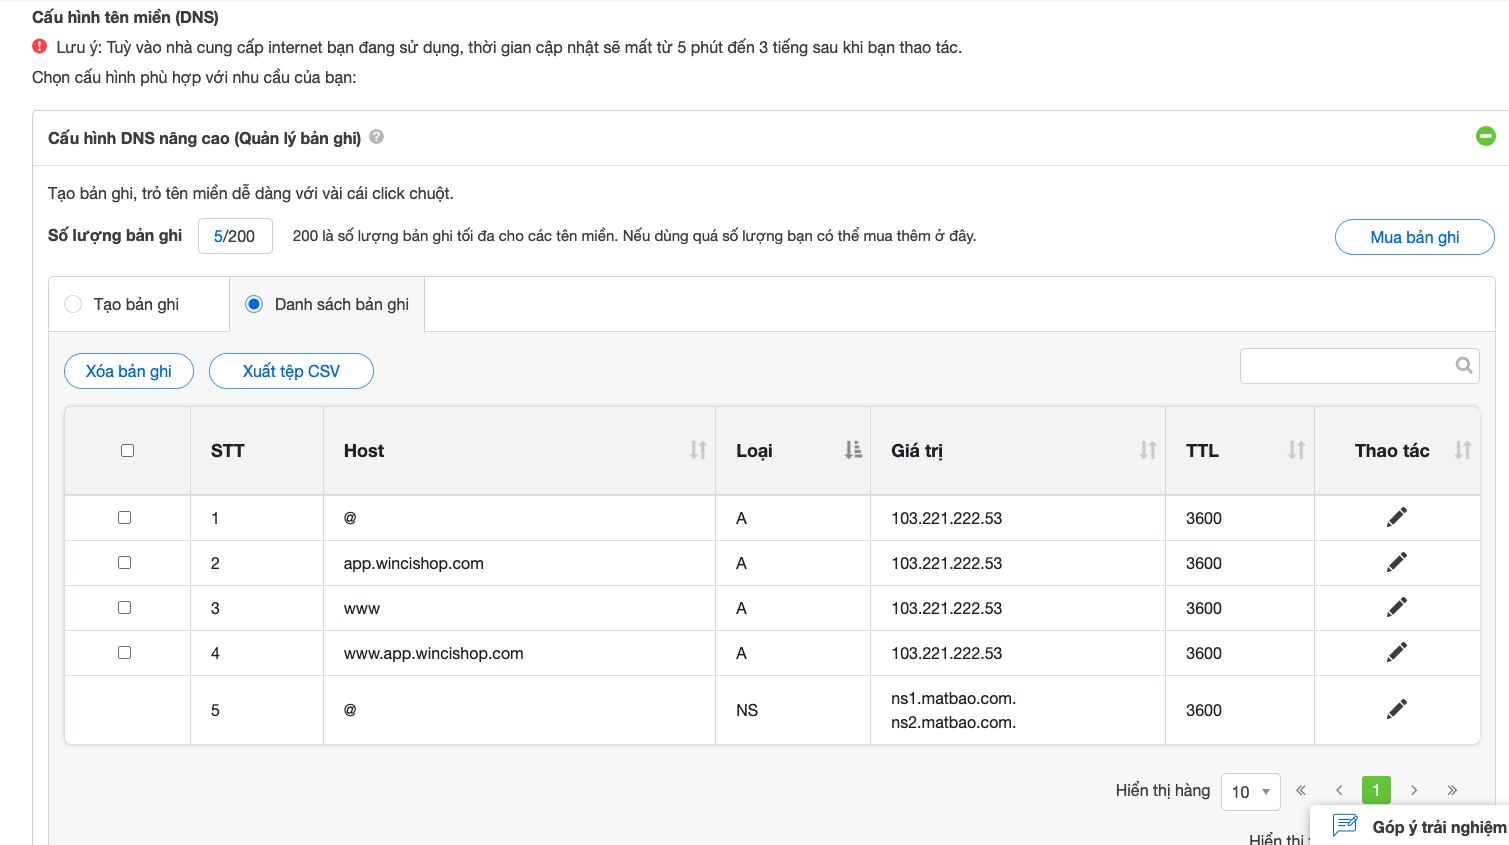 Cấu hình tên miền (DNS)
Lưu ý: Tuỳ vào nhà cung cấp internet bạn đang sử dụng, thời gian cập nhật sẽ mất từ 5 phút đến 3 tiếng sau khi bạn thao tác.
Chọn cấu hình phù hợp với nhu cầu của bạn:
Cấu hình DNS nâng cao (Quản lý bản ghi)
Tạo bản ghi, trỏ tên miền dễ dàng với vài cái click chuột.
Số lượng bản ghi 5/200 200 là số lượng bản ghi tối đa cho các tên miền. Nếu dùng quá số lượng bạn có thể mua thêm ở đây. Mua bản ghi
Tạo bản ghi Danh sách bản ghi
Xóa bản ghi Xuất tệp CSV
STT Host Loại Giá trị TTL Thao tác
1 @ A 103.221.222.53 3600
2 app.wincishop.com A 103.221.222.53 3600
3 www A 103.221.222.53 3600
4 www.app.wincishop.com A 103.221.222.53 3600
5 @ NS ns1.matbao.com. 3600
ns2.matbao.com.
Hiển thị hàng 10 « ‹ 1 › »
Góp ý trải nghiệm
Hiển thị